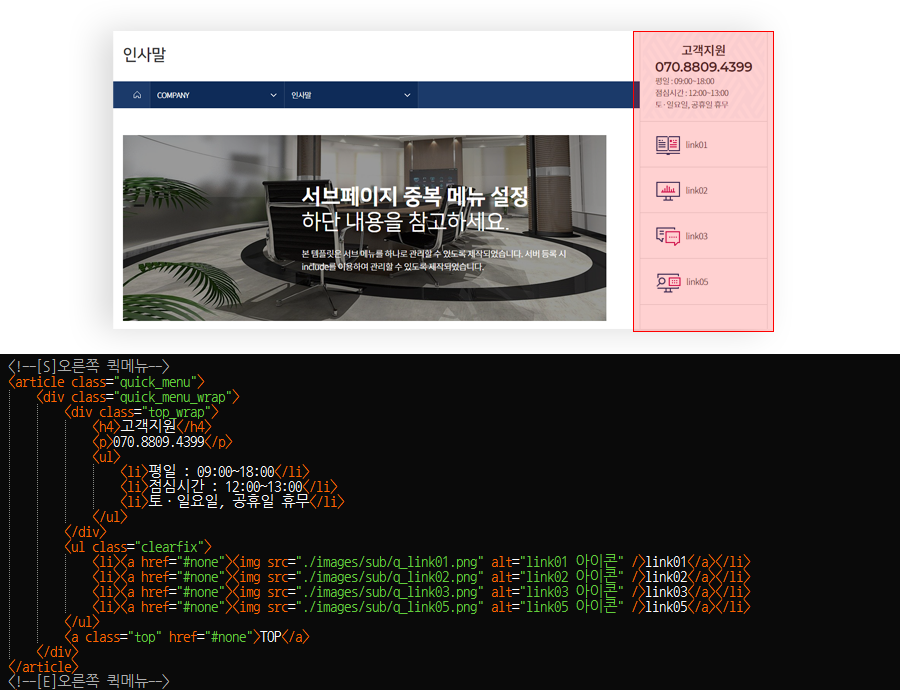 인사말
COMPANY
인사말
서브페이지 중복 메뉴 설정
하단 내용을 참고하세요.
본 템플릿은 서브메뉴를 하나로 관리할 수 있도록 제작되었습니다. 서버 등록 시
include를 이용하여 관리할 수 있도록 제작되었습니다.
고객지원
070.8809.4399
평일 : 09:00~18:00
점심시간 : 12:00~13:00
토·일요일, 공휴일 휴무
link01
link02
link03
link05
<!--[S]오른쪽 퀵메뉴-->
<article class="quick_menu">
<div class="quick_menu_wrap">
<div class="top_wrap">
<h4>고객지원</h4>
<p>070.8809.4399</p>
<ul>
<li>평일 : 09:00~18:00</li>
<li>점심시간 : 12:00~13:00</li>
<li>토·일요일, 공휴일 휴무</li>
</ul>
</div>
<ul class="clearfix">
<li><a href="#none"><img src="./images/sub/q_link01.png" alt="link01 아이콘" />link01</a></li>
<li><a href="#none"><img src="./images/sub/q_link02.png" alt="link02 아이콘" />link02</a></li>
<li><a href="#none"><img src="./images/sub/q_link03.png" alt="link03 아이콘" />link03</a></li>
<li><a href="#none"><img src="./images/sub/q_link05.png" alt="link05 아이콘" />link05</a></li>
</ul>
<a class="top" href="#none">TOP</a>
</div>
</article>
<!--[E]오른쪽 퀵메뉴-->